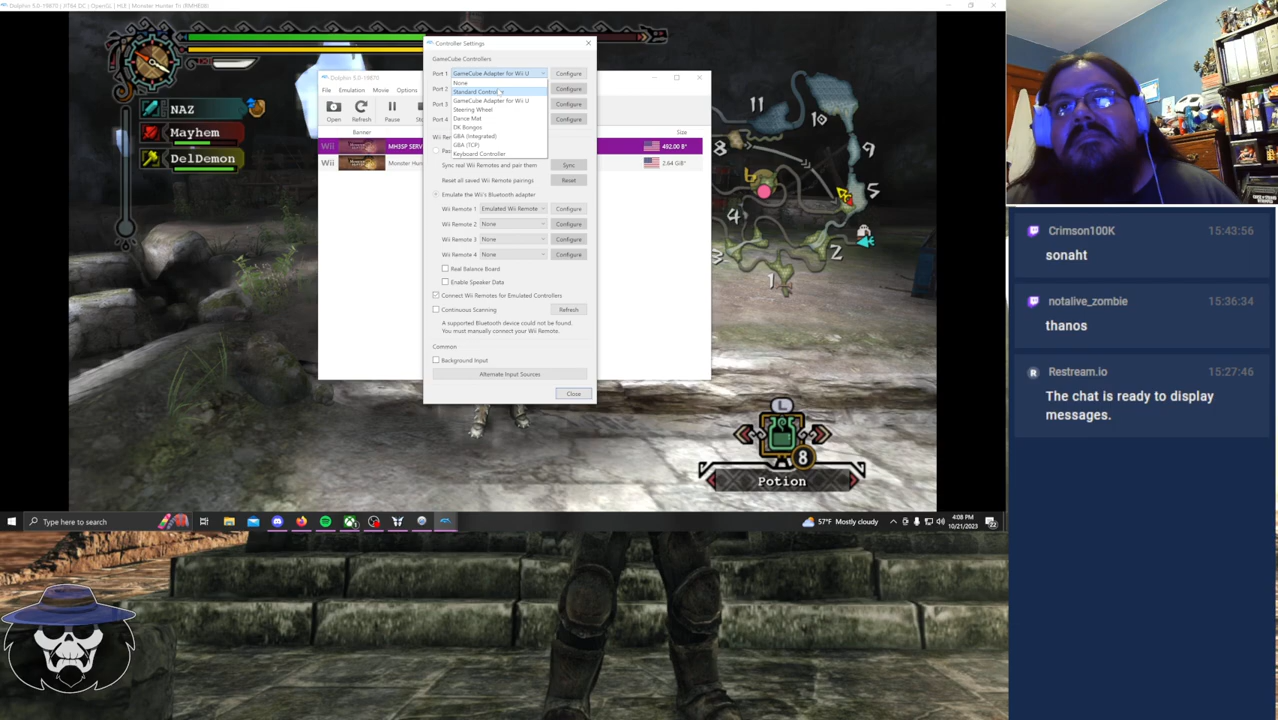 Dolphin 5.0-19870 | JIT64 DC | OpenGL | HLE | Monster Hunter Tri (RMHE08)
NAZ
Mayhem
DelDemon
Dolphin 5.0-19870
File Emulation Movie Options
Open Refresh Pause
Banner Size
Wii MH3SP SERV 492.00 B*
Wii Monster Hun 2.64 GiB*
Controller Settings
GameCube Controllers
Port 1 GameCube Adapter for Wii U Configure
None
Port 2 Standard Controller Configure
Port 3 GameCube Adapter for Wii U Configure
Steering Wheel
Port 4 Dance Mat Configure
DK Bongos
Wii Rem GBA (Integrated)
Pas GBA (TCP)
Keyboard Controller
Sync real Wii Remotes and pair them Sync
Reset all saved Wii Remote pairings Reset
Emulate the Wii's Bluetooth adapter
Wii Remote 1 Emulated Wii Remote Configure
Wii Remote 2 None Configure
Wii Remote 3 None Configure
Wii Remote 4 None Configure
Real Balance Board
Enable Speaker Data
Connect Wii Remotes for Emulated Controllers
Continuous Scanning Refresh
A supported Bluetooth device could not be found.
You must manually connect your Wii Remote.
Common
Background Input
Alternate Input Sources
Close
11
10
9
8
6
5
4
3
2
1
L
8
Potion
Type here to search
57°F Mostly cloudy
4:08 PM
10/21/2023
22
Crimson100K 15:43:56
sonaht
notalive_zombie 15:36:34
thanos
R Restream.io 15:27:46
The chat is ready to display
messages.